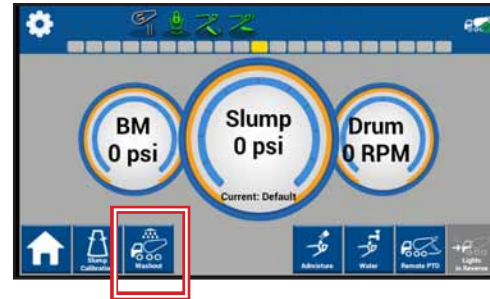 BM
0 psi
Slump
0 psi
Current: Default
Drum
0 RPM
Slump
Calibration
Washout
Admixture
Water
Remote PTO
Lights
in Reverse